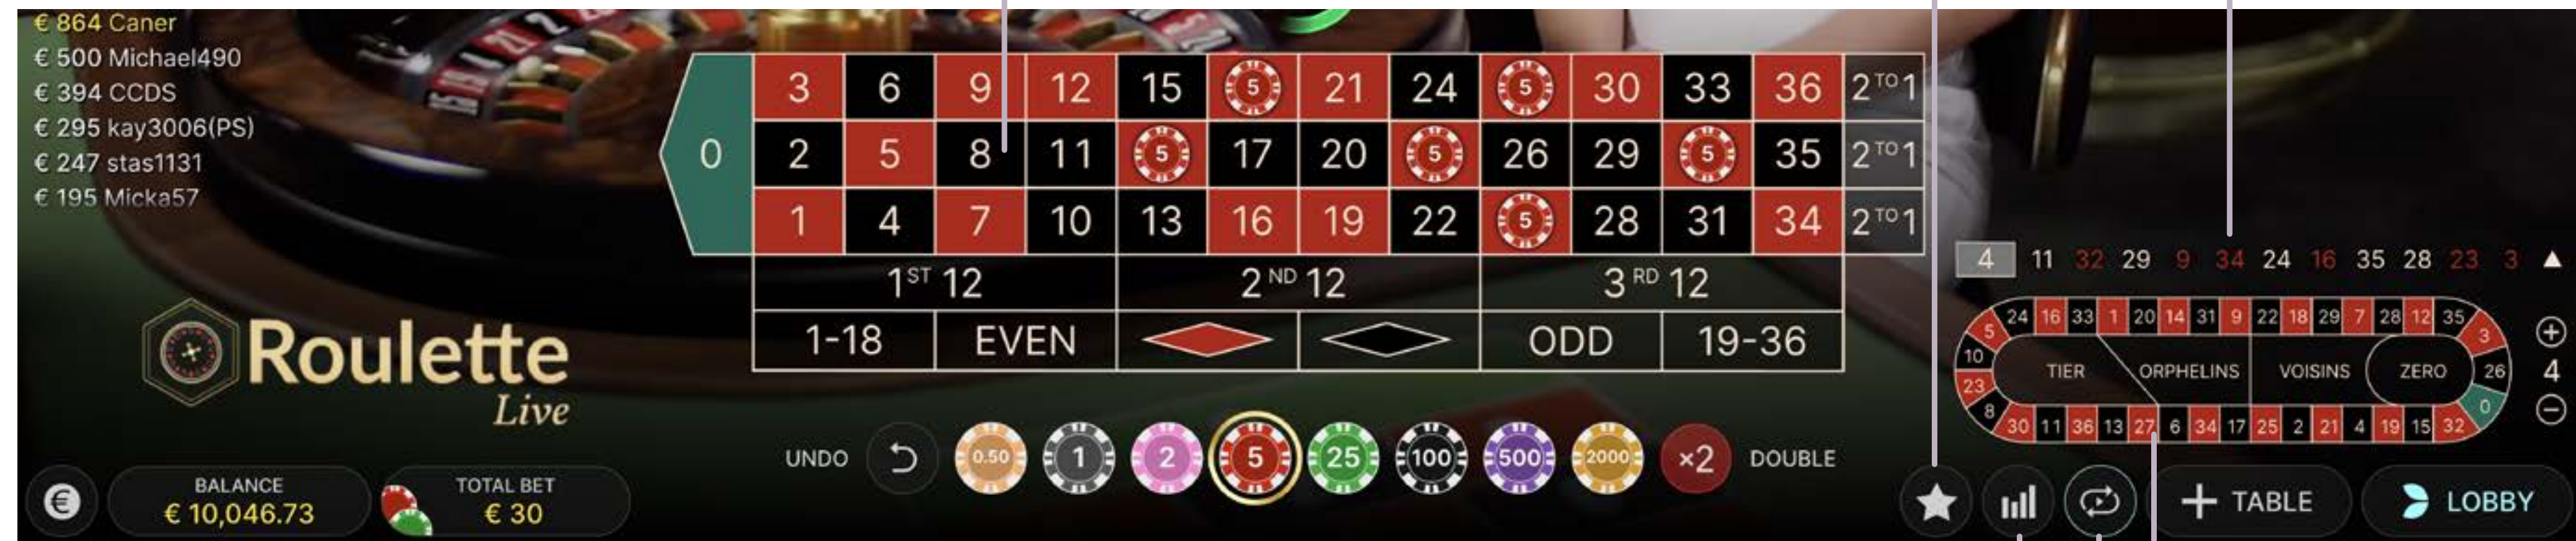 € 864 Caner
€ 500 Michael490
€ 394 CCDS
€ 295 kay3006(PS)
€ 247 stas1131
€ 195 Micka57
3 6 9 12 15 5 21 24 5 30 33 36 2 TO 1
0 2 5 8 11 5 17 20 5 26 29 5 35 2 TO 1
1 4 7 10 13 16 19 22 5 28 31 34 2 TO 1
1ST 12 2ND 12 3RD 12
1-18 EVEN ODD 19-36
4 11 32 29 9 34 24 16 35 28 23 3
24 16 33 1 20 14 31 9 22 18 29 7 28 12 35
5 3
10 TIER ORPHELINS VOISINS ZERO 26 4
23 0
8
30 11 36 13 27 6 34 17 25 2 21 4 19 15 32
Roulette
Live
UNDO 0.50 1 2 5 25 100 500 2000 ×2 DOUBLE
€ BALANCE
€ 10,046.73
TOTAL BET
€ 30
+ TABLE
LOBBY